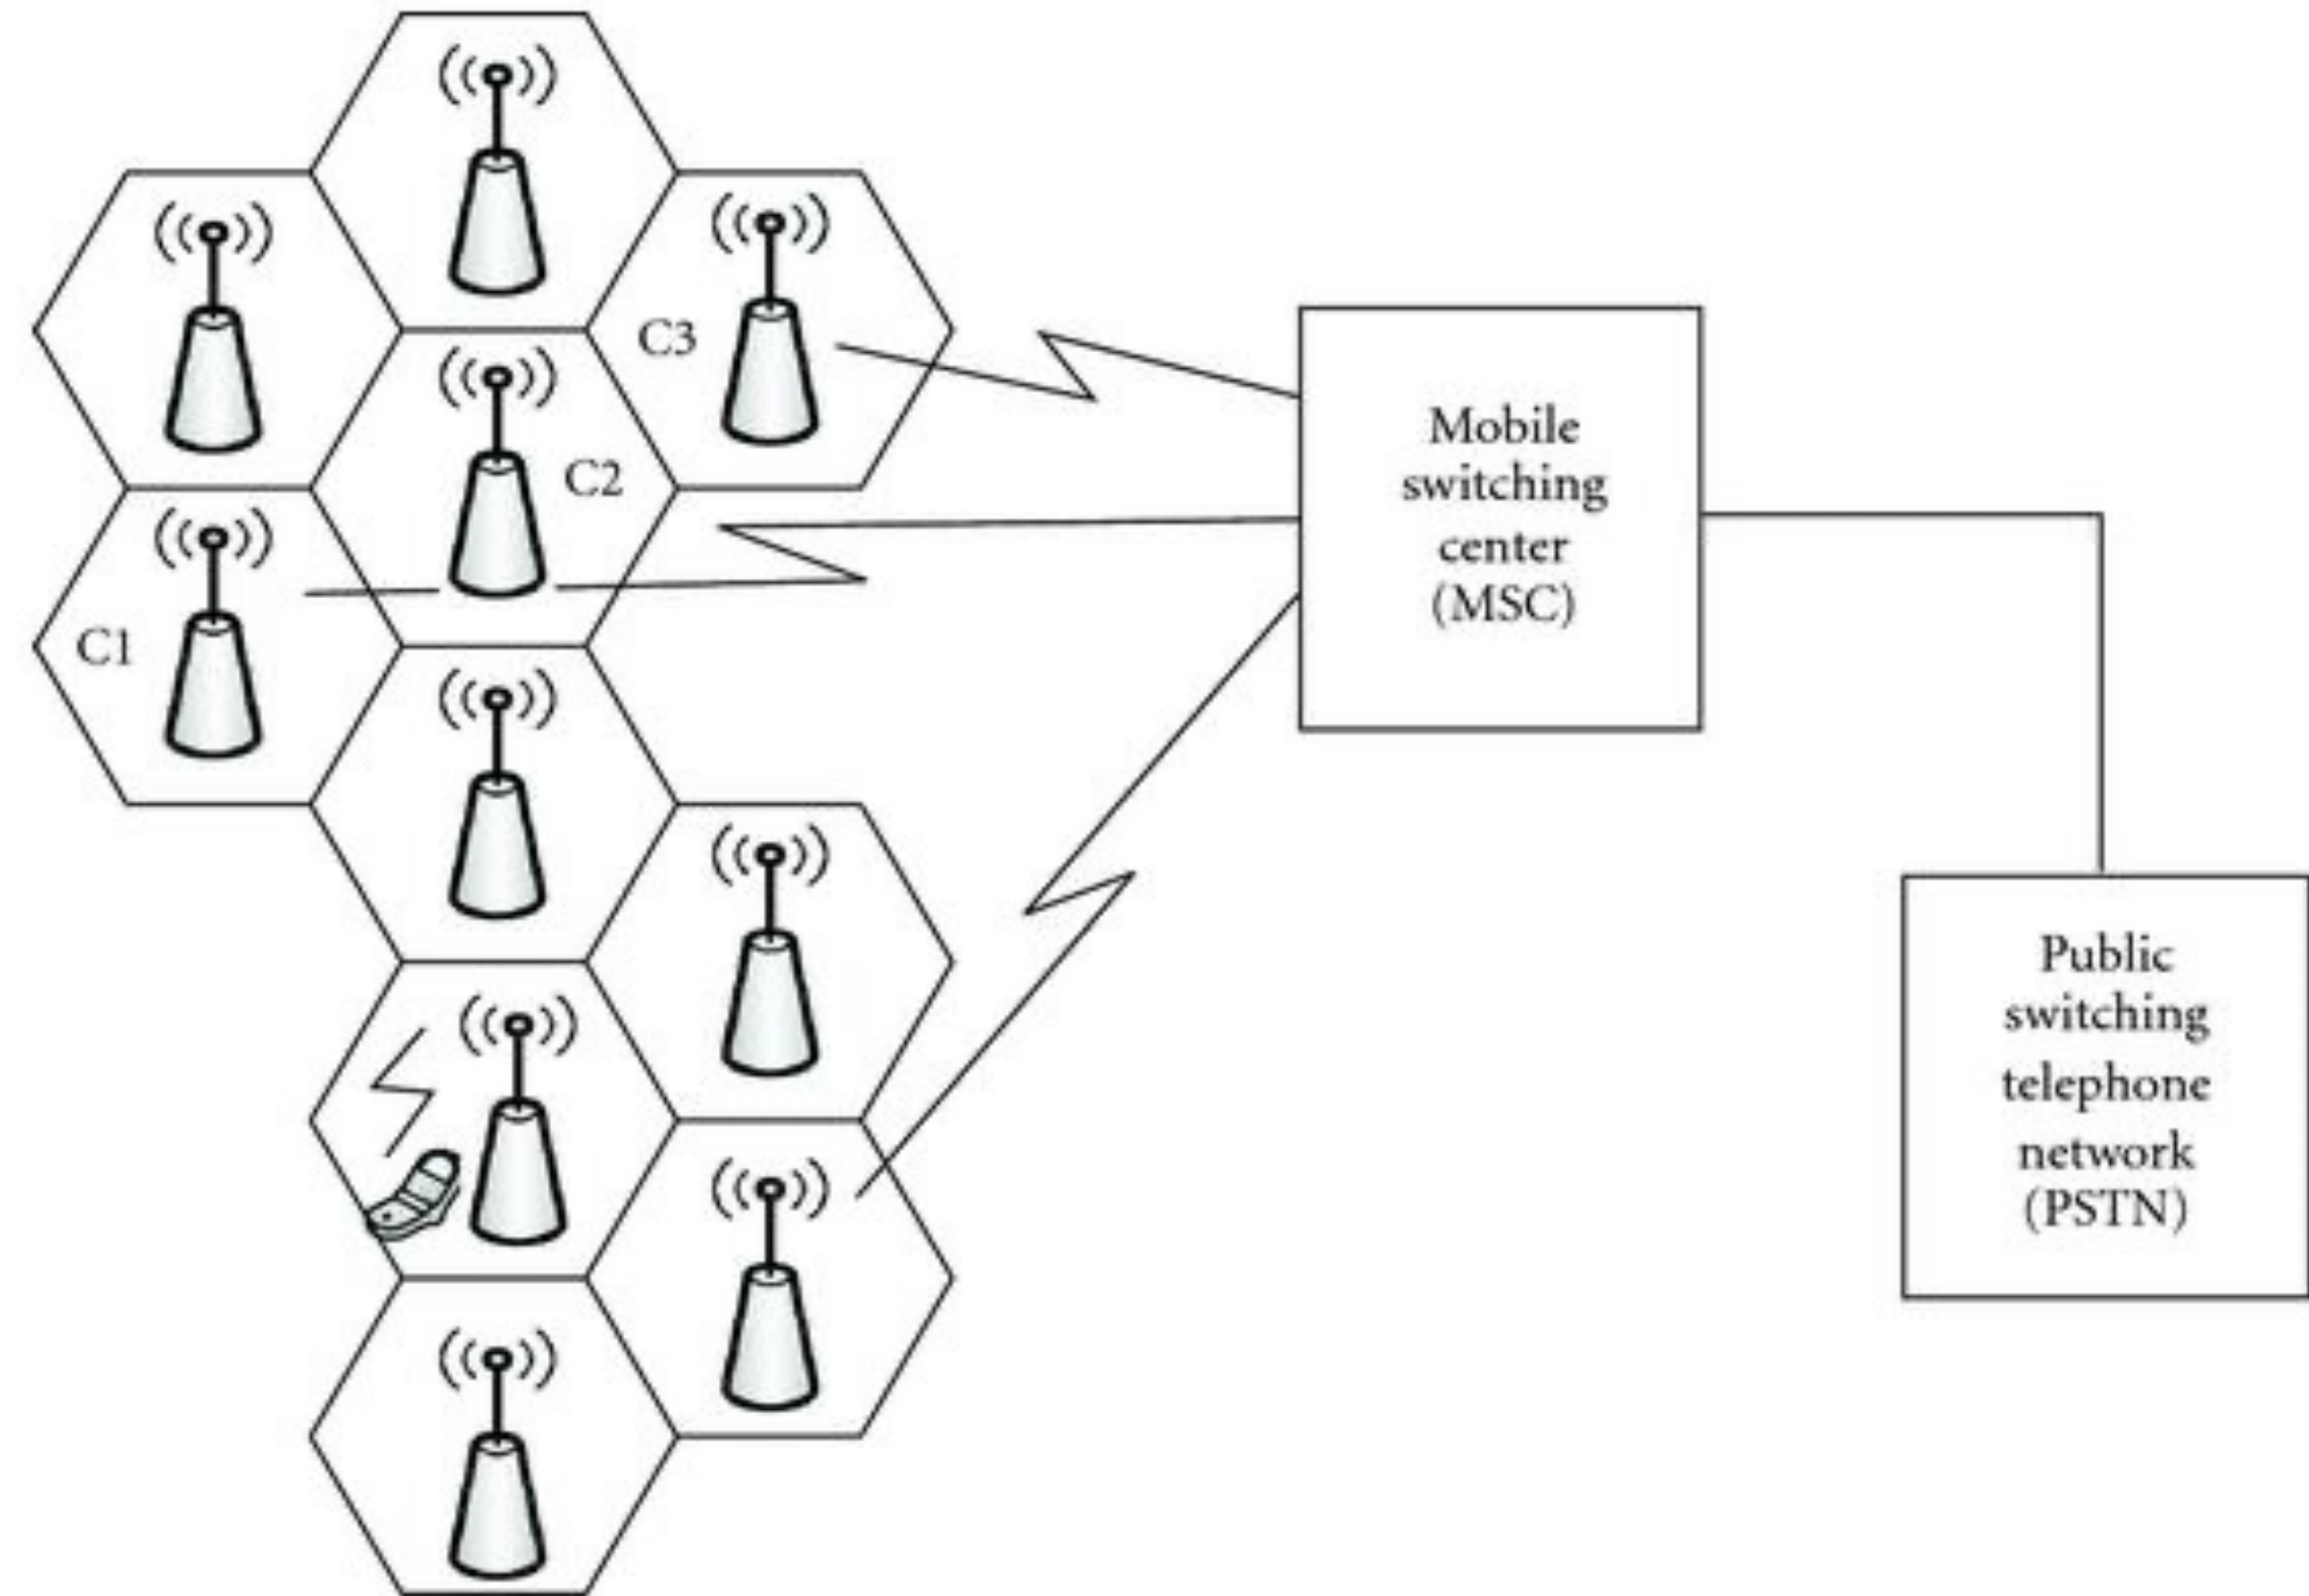 C3
C2
C1
Mobile
switching
center
(MSC)
Public
switching
telephone
network
(PSTN)